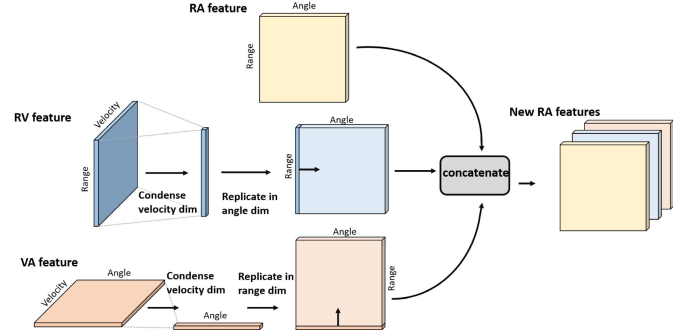 RA feature
Angle
Range
RV feature
Velocity
Range
Condense
velocity dim
Replicate in
angle dim
Angle
Range
concatenate
New RA features
VA feature
Angle
Velocity
Condense
velocity dim
Angle
Replicate in
range dim
Angle
Range